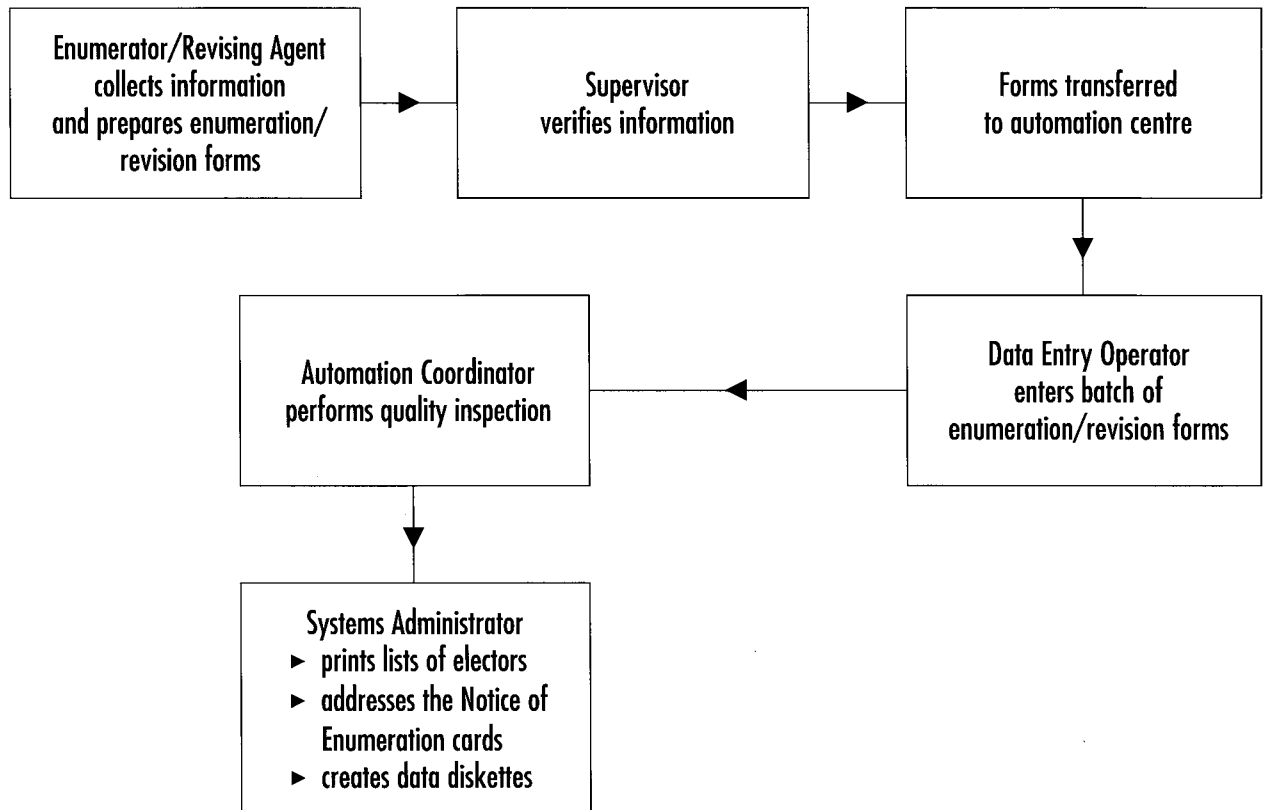 Enumerator/Revising Agent
collects information
and prepares enumeration/
revision forms
Supervisor
verifies information
Forms transferred
to automation centre
Data Entry Operator
enters batch of
enumeration/revision forms
Automation Coordinator
performs quality inspection
Systems Administrator
► prints lists of electors
► addresses the Notice of
Enumeration cards
► creates data diskettes